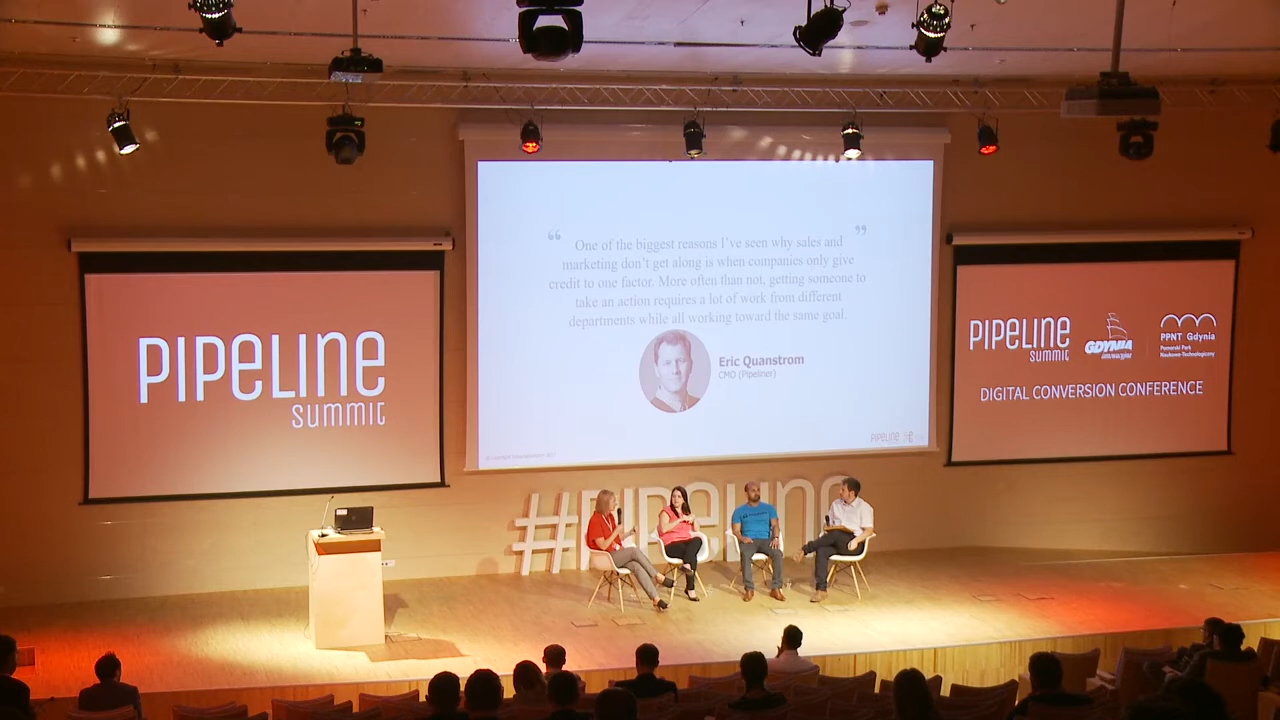 PIPELINE
SUMMIT
“ One of the biggest reasons I've seen why sales and ”
marketing don't get along is when companies only give
credit to one factor. More often than not, getting someone to
take an action requires a lot of work from different
departments while all working toward the same goal.
Eric Quanstrom
CMO (Pipeliner)
PIPELINE
PIPELINE
SUMMIT
GDYNIA
PPNT Gdynia
Pomorski Park
Naukowo-Technologiczny
DIGITAL CONVERSION CONFERENCE
#PIPELINE